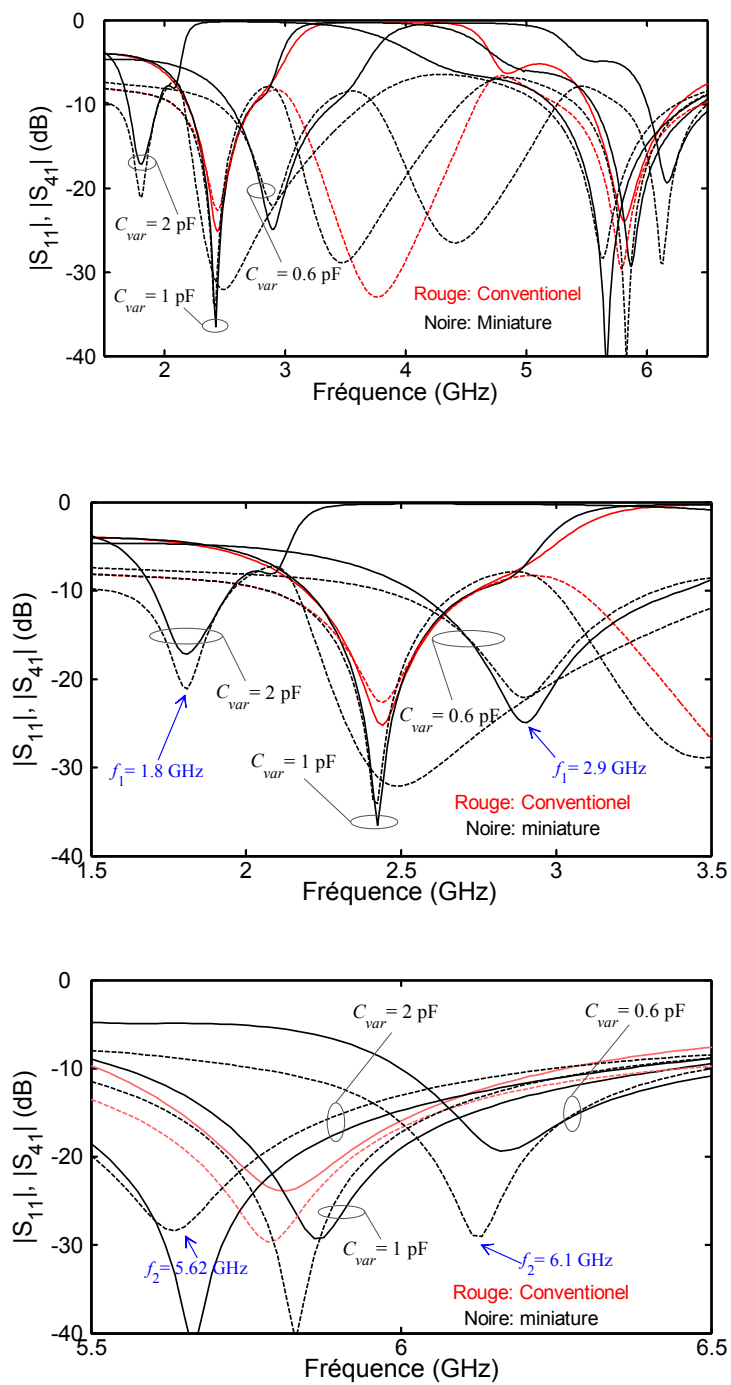 0
-10
-20
-30
-40
|S11|, |S41| (dB)
Cvar = 2 pF
Cvar = 0.6 pF
Cvar = 1 pF
Rouge: Conventionel
Noire: Miniature
2 3 4 5 6
Fréquence (GHz)
0
-10
-20
-30
-40
|S11|, |S41| (dB)
Cvar = 2 pF
Cvar = 0.6 pF
Cvar = 1 pF
f1= 1.8 GHz
f1= 2.9 GHz
Rouge: Conventionel
Noire: miniature
1.5 2 2.5 3 3.5
Fréquence (GHz)
0
-10
-20
-30
-40
|S11|, |S41| (dB)
Cvar = 2 pF
Cvar = 0.6 pF
Cvar = 1 pF
f2= 5.62 GHz
f2= 6.1 GHz
Rouge: Conventionel
Noire: miniature
5.5 6 6.5
Fréquence (GHz)